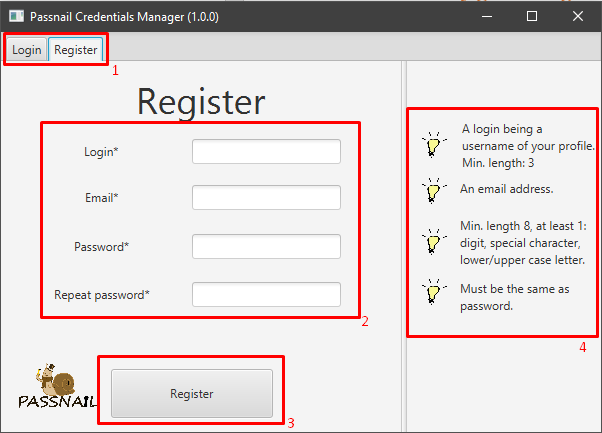 Passnail Credentials Manager (1.0.0)
Login Register
1
Register
Login*
Email*
Password*
Repeat password*
2
A login being a
username of your profile.
Min. length: 3
An email address.
Min. length 8, at least 1:
digit, special character,
lower/upper case letter.
Must be the same as
password.
4
PASSNAIL
Register
3